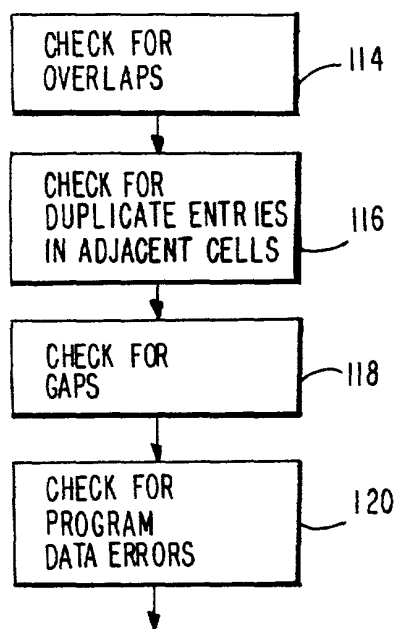 CHECK FOR
OVERLAPS
114
CHECK FOR
DUPLICATE ENTRIES
IN ADJACENT CELLS
116
CHECK FOR
GAPS
118
CHECK FOR
PROGRAM
DATA ERRORS
120